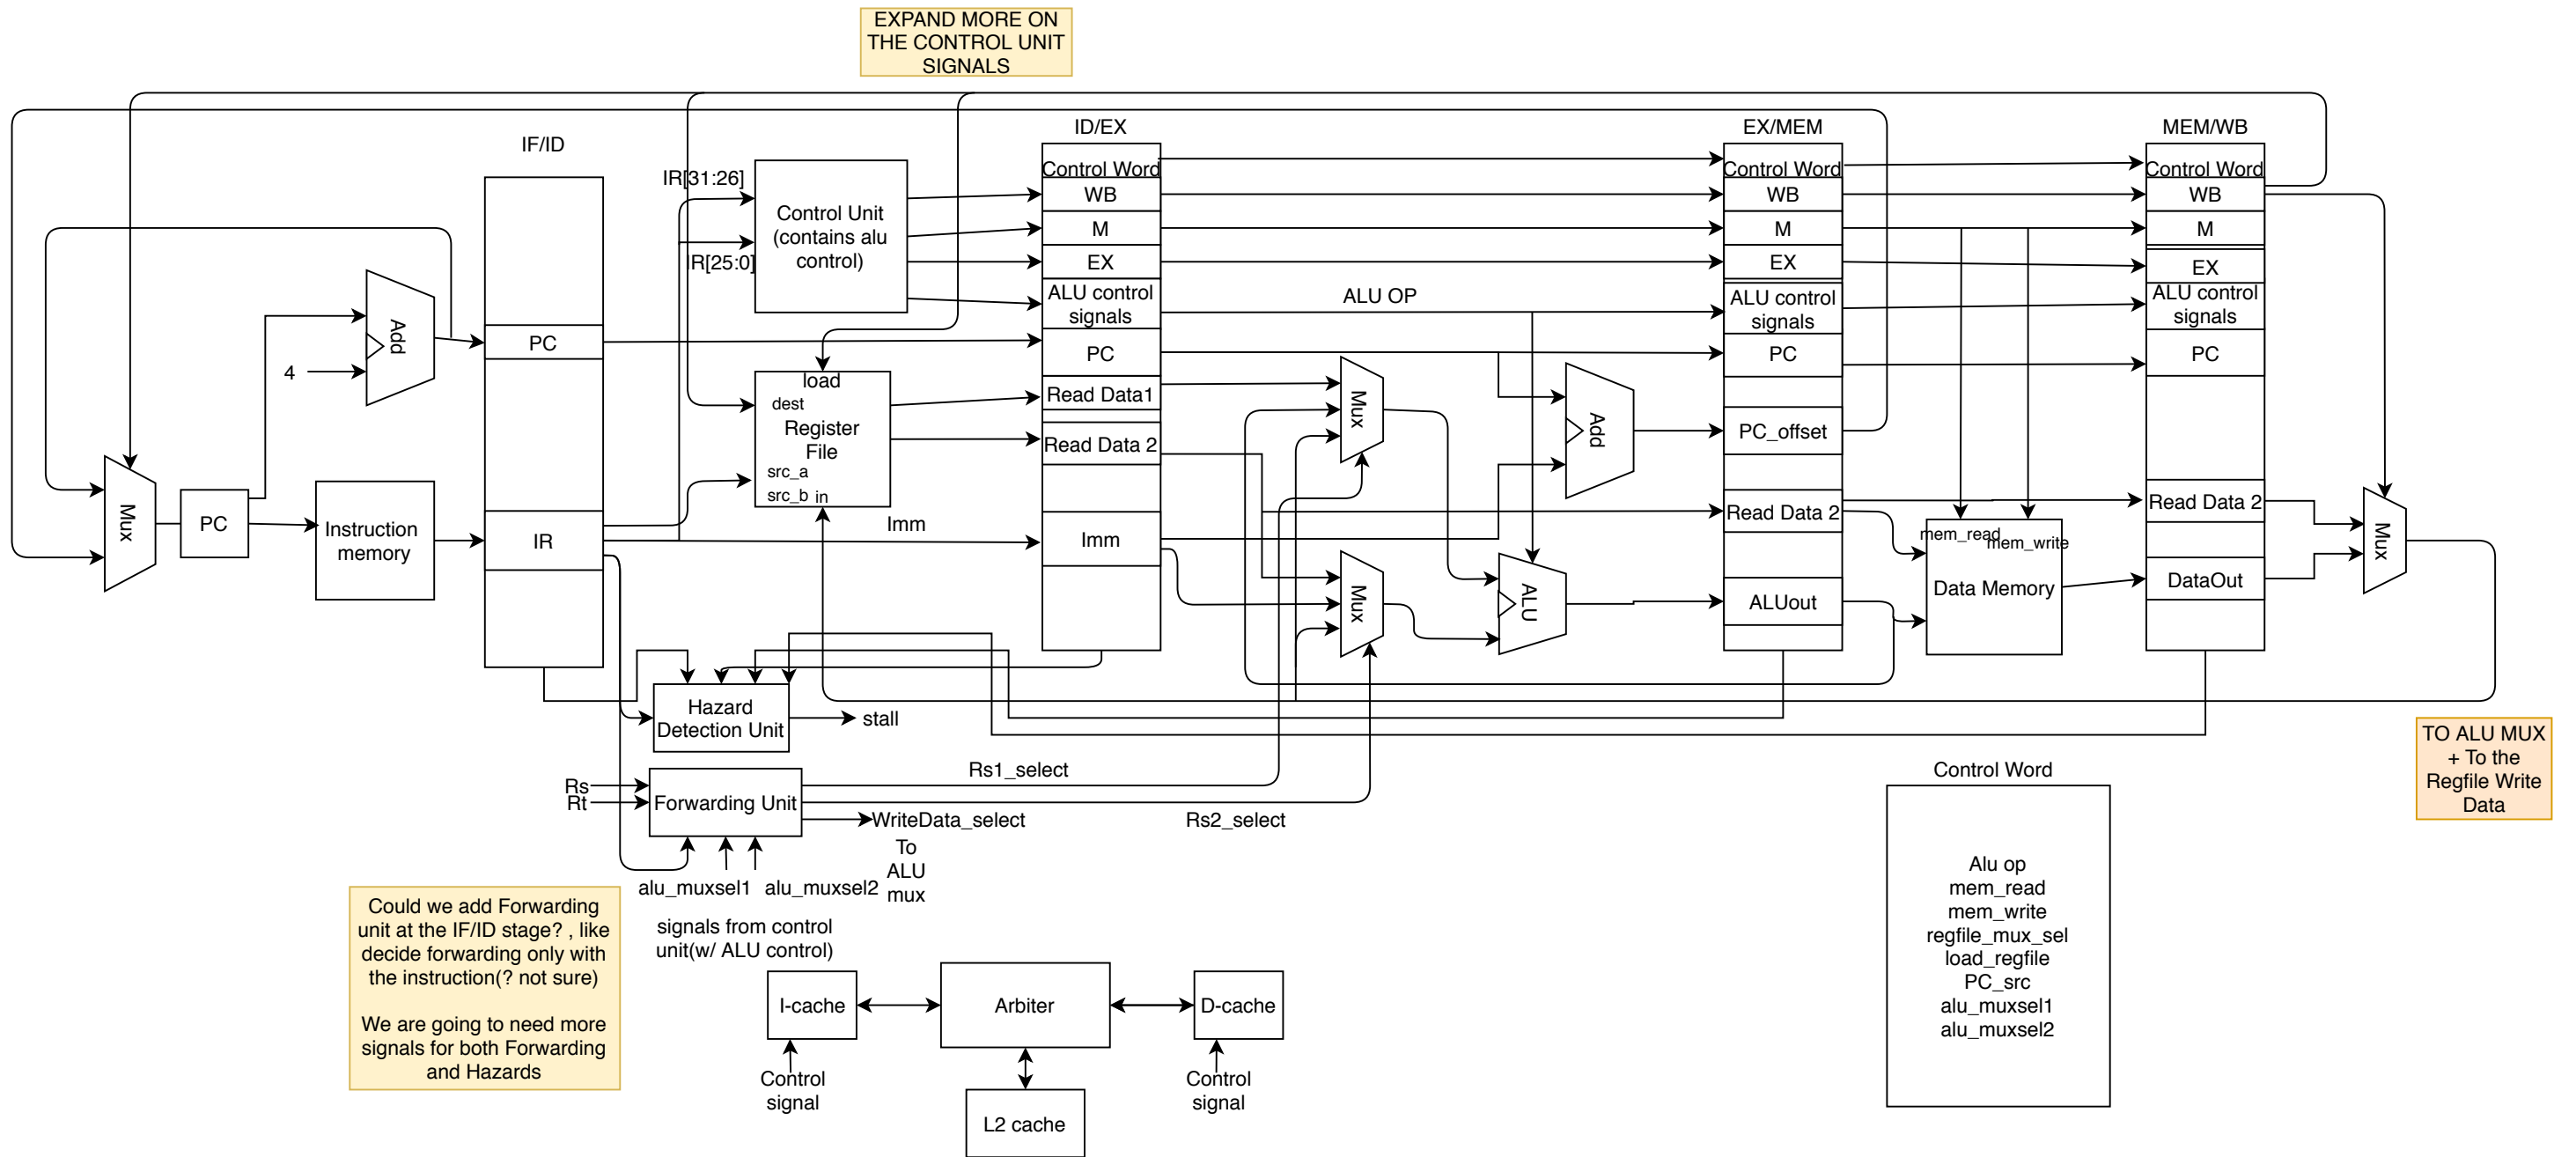 EXPAND MORE ON
THE CONTROL UNIT
SIGNALS
IF/ID
ID/EX
EX/MEM
MEM/WB
IR[31:26]
IR[25:0]
Control Unit
(contains alu
control)
Control Word
WB
M
EX
ALU control
signals
PC
Read Data1
Read Data 2
Imm
Control Word
WB
M
EX
ALU control
signals
PC
PC_offset
Read Data 2
ALUout
Control Word
WB
M
EX
ALU control
signals
PC
Read Data 2
DataOut
ALU OP
Add
4
PC
IR
Mux
PC
Instruction
memory
load
dest
Register
File
src_a
src_b
in
Imm
Mux
Mux
Add
ALU
mem_read
mem_write
Data Memory
Mux
Hazard
Detection Unit
stall
Rs
Rt
Forwarding Unit
Rs1_select
Rs2_select
WriteData_select
To
ALU
mux
alu_muxsel1
alu_muxsel2
signals from control
unit(w/ ALU control)
TO ALU MUX
+ To the
Regfile Write
Data
Control Word
Alu op
mem_read
mem_write
regfile_mux_sel
load_regfile
PC_src
alu_muxsel1
alu_muxsel2
Could we add Forwarding
unit at the IF/ID stage? , like
decide forwarding only with
the instruction(? not sure)
We are going to need more
signals for both Forwarding
and Hazards
I-cache
Arbiter
D-cache
Control
signal
Control
signal
L2 cache